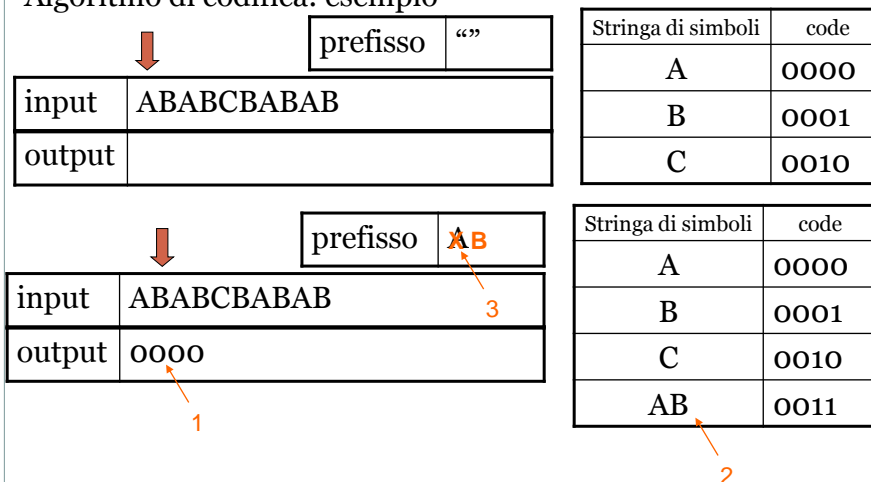 Algoritmo di codifica: esempio
prefisso “”
input ABABCBABAB
output
Stringa di simboli code
A 0000
B 0001
C 0010
prefisso A X B
input ABABCBABAB
output 0000
Stringa di simboli code
A 0000
B 0001
C 0010
AB 0011
3
1
2